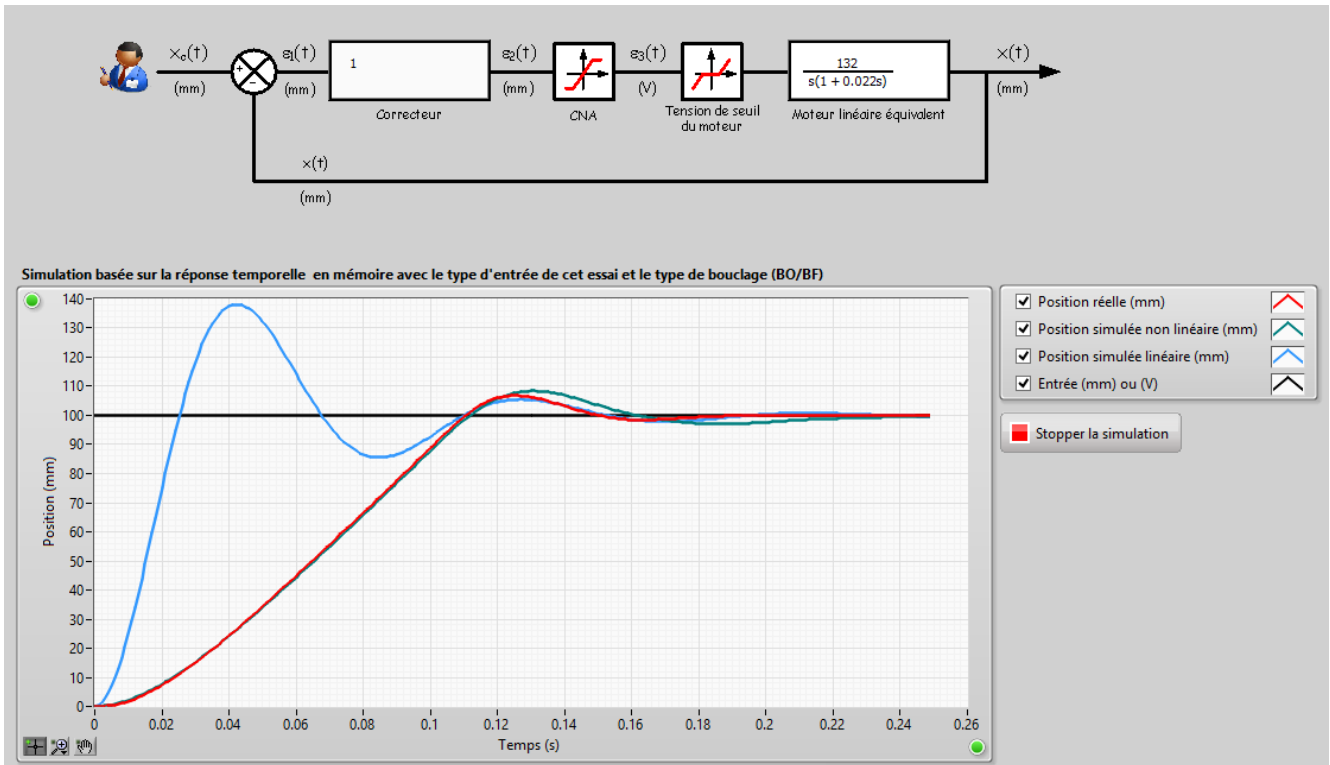 x_c(t) ε₁(t) ε₂(t) ε₃(t) x(t)
+
−
1
132
s(1 + 0.022s)
(mm) (mm) (mm) (V) (mm)
Correcteur
CNA
Tension de seuil
du moteur
Moteur linéaire équivalent
x(t)
(mm)
Simulation basée sur la réponse temporelle en mémoire avec le type d'entrée de cet essai et le type de bouclage (BO/BF)
Position (mm)
140
130
120
110
100
90
80
70
60
50
40
30
20
10
0
0 0.02 0.04 0.06 0.08 0.1 0.12 0.14 0.16 0.18 0.2 0.22 0.24 0.26
Temps (s)
Position réelle (mm)
Position simulée non linéaire (mm)
Position simulée linéaire (mm)
Entrée (mm) ou (V)
Stopper la simulation